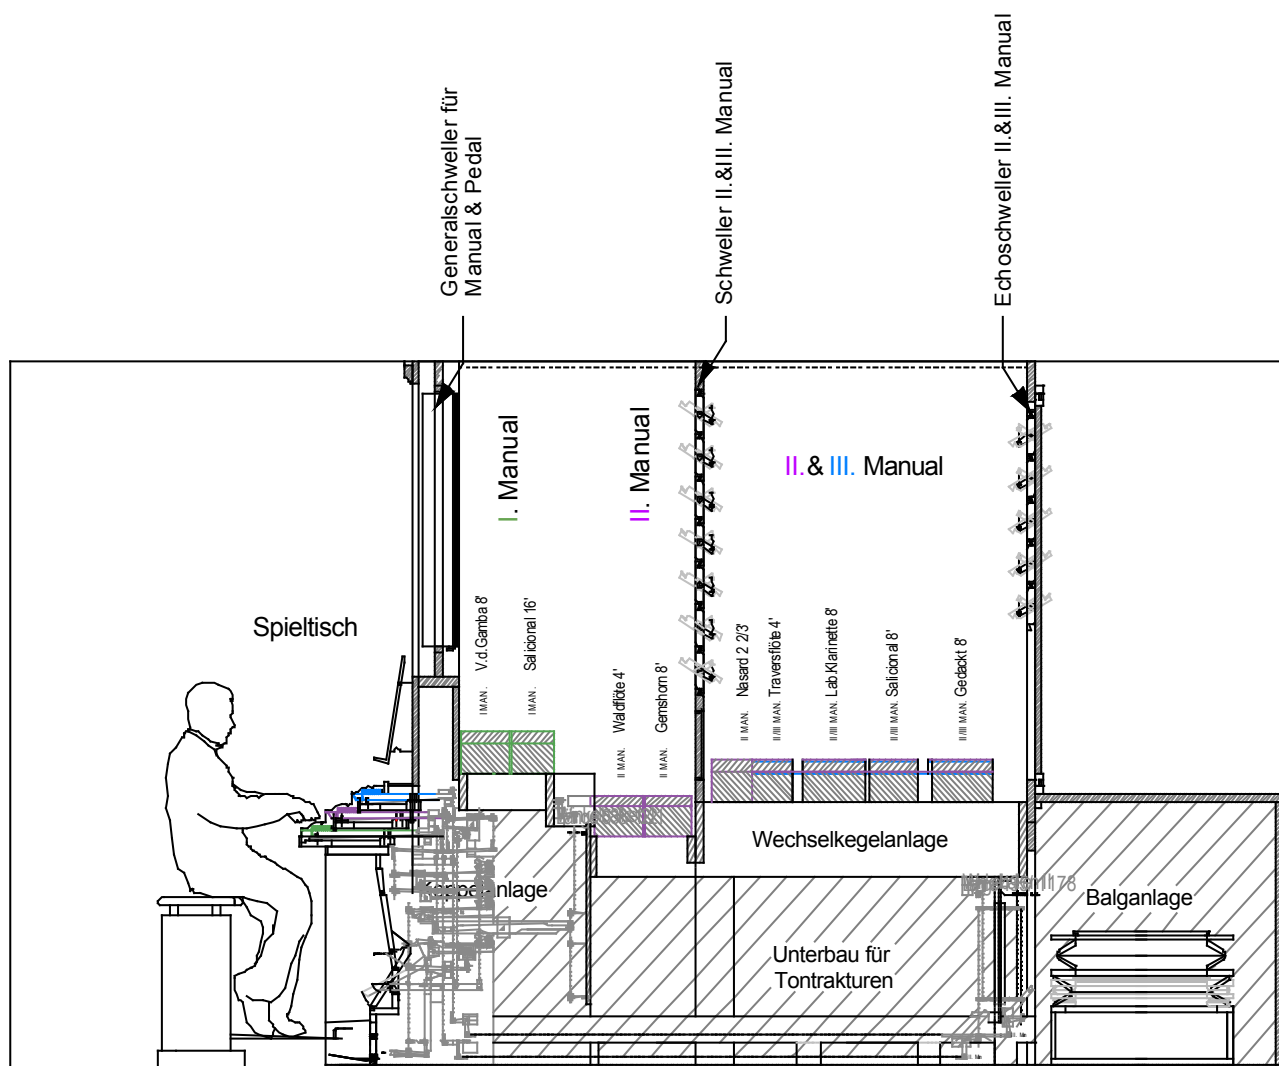 Generalschweller für
Manual & Pedal
Schweller II.&III. Manual
Echoschweller II.&III. Manual
I. Manual
II. Manual
II.& III. Manual
Spieltisch
I MAN. V.d.Gamba 8'
I MAN. Salicional 16'
II MAN. Waldflöte 4'
II MAN. Gemshorn 8'
II MAN. Nasard 2 2/3'
II/III MAN. Traversflöte 4'
II/III MAN. Lab.Klarinette 8'
II/III MAN. Salicional 8'
II/III MAN. Gedackt 8'
Wechselkegelanlage
Koppelanlage
178
Balganlage
Unterbau für
Tontrakturen